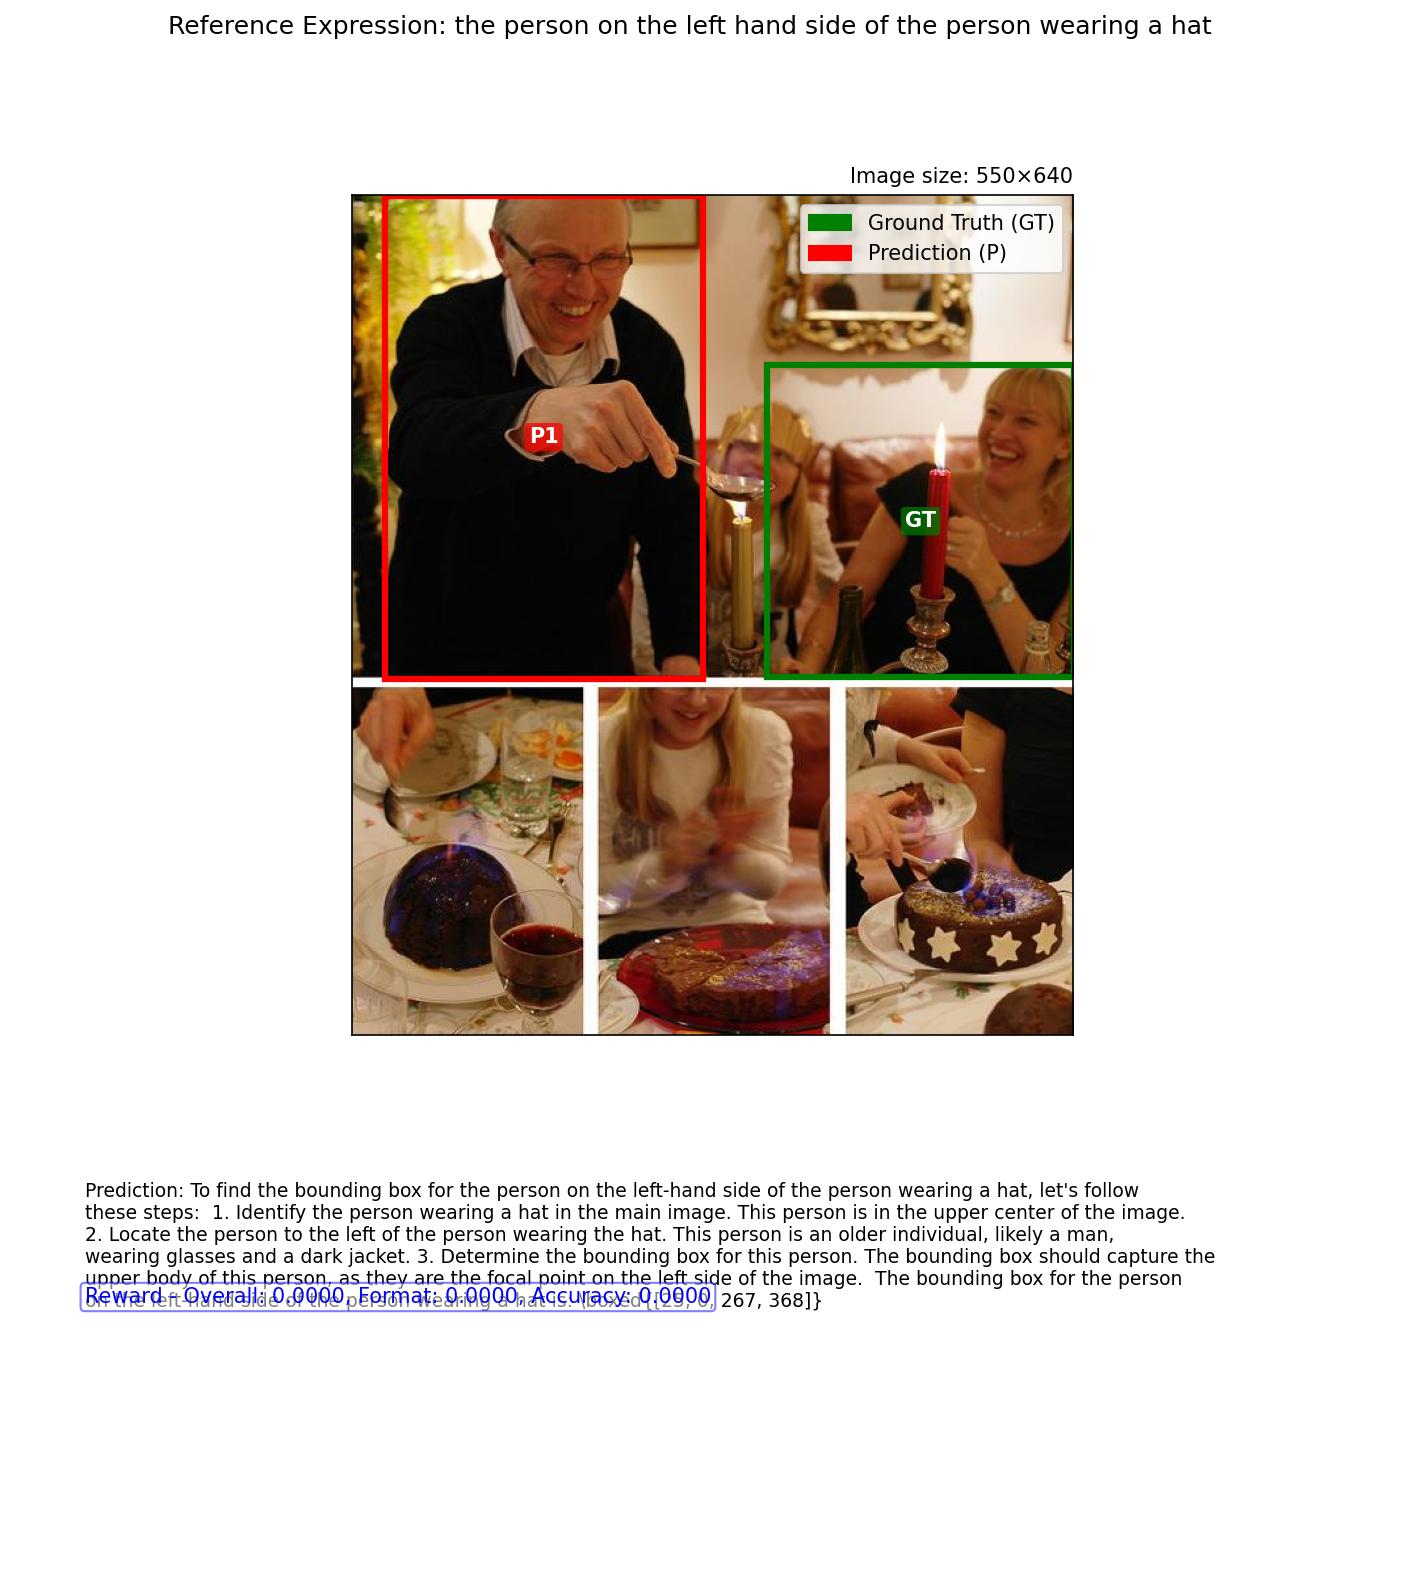 Reference Expression: the person on the left hand side of the person wearing a hat
Image size: 550×640
Ground Truth (GT)
Prediction (P)
P1
GT
Prediction: To find the bounding box for the person on the left-hand side of the person wearing a hat, let's follow
these steps:  1. Identify the person wearing a hat in the main image. This person is in the upper center of the image.
2. Locate the person to the left of the person wearing the hat. This person is an older individual, likely a man,
wearing glasses and a dark jacket. 3. Determine the bounding box for this person. The bounding box should capture the
upper body of this person, as they are the focal point on the left side of the image.  The bounding box for the person
on the left-hand side of the person wearing a hat is: \boxed{[25, 0, 267, 368]}
Reward - Overall: 0.0000, Format: 0.0000, Accuracy: 0.0000